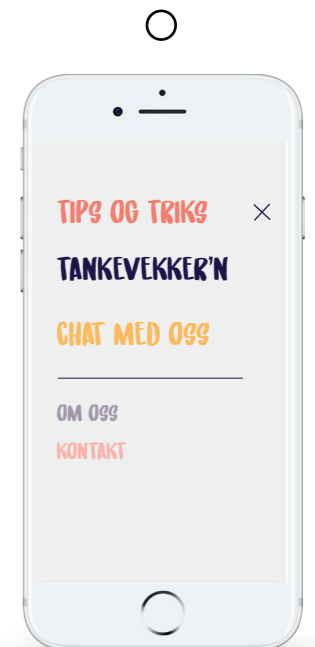 TIPS OG TRIKS
TANKEVEKKER'N
CHAT MED OSS
OM OSS
KONTAKT